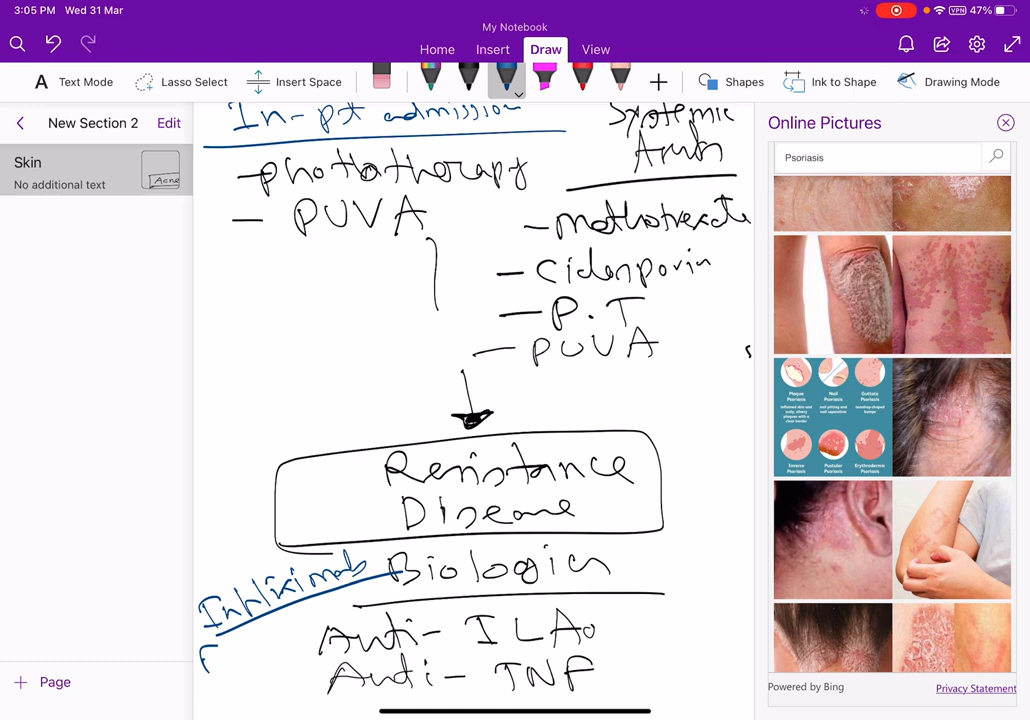 3:05 PM Wed 31 Mar
VPN 47%
My Notebook
Home Insert Draw View
A Text Mode Lasso Select Insert Space Shapes Ink to Shape Drawing Mode
New Section 2 Edit
Skin
No additional text
Acne
Page
In-pt admission
- phototherapy
- PUVA
Systemic
- mothotrexate
- Ciclosporin
- P.T
- PUVA
Resistance
Disease
Biologics
Infliximab
Anti-
Anti- TNF
Online Pictures
Psoriasis
Plaque Psoriasis
Nail Psoriasis
Guttate Psoriasis
Inverse Psoriasis
Pustular Psoriasis
Erythrodermic Psoriasis
Powered by Bing
Privacy Statement